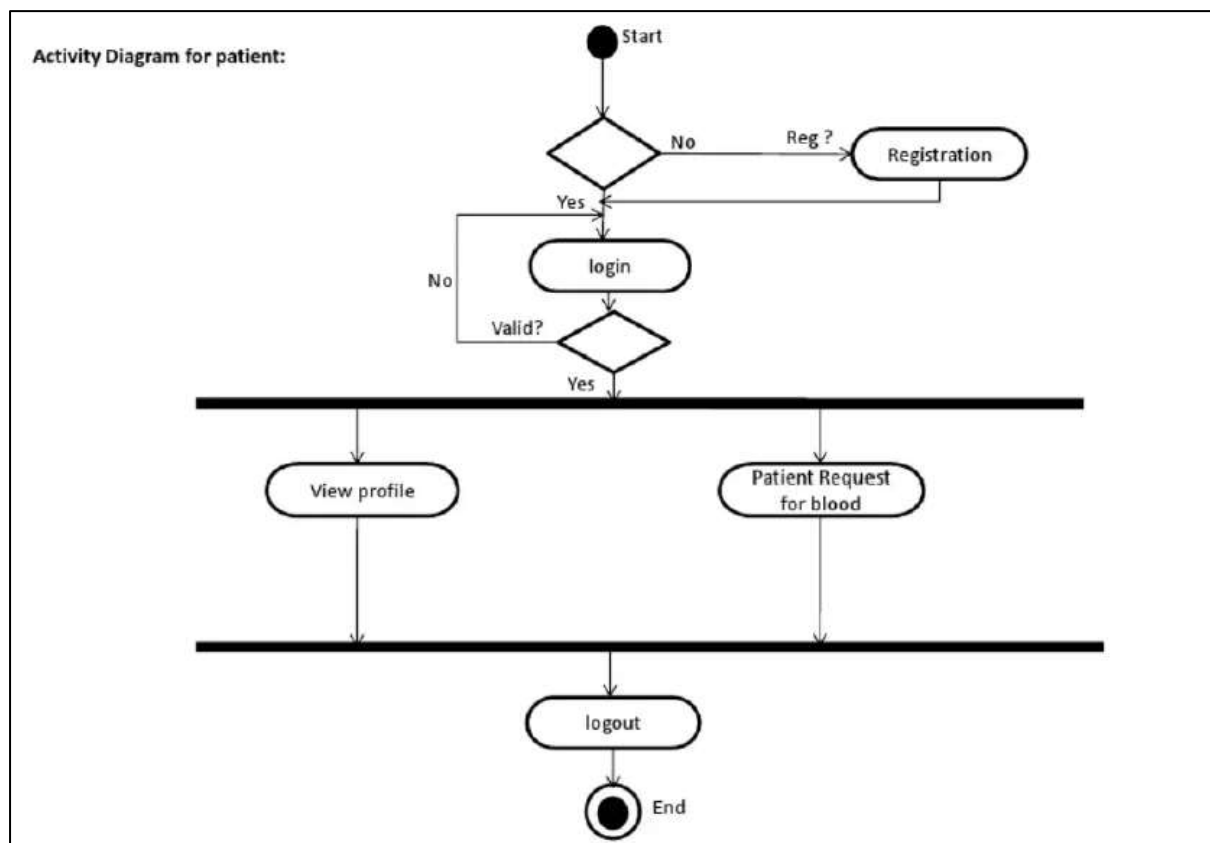 Start
Activity Diagram for patient:
No
Reg ?
Registration
Yes
login
No
Valid?
Yes
View profile
Patient Request
for blood
logout
End